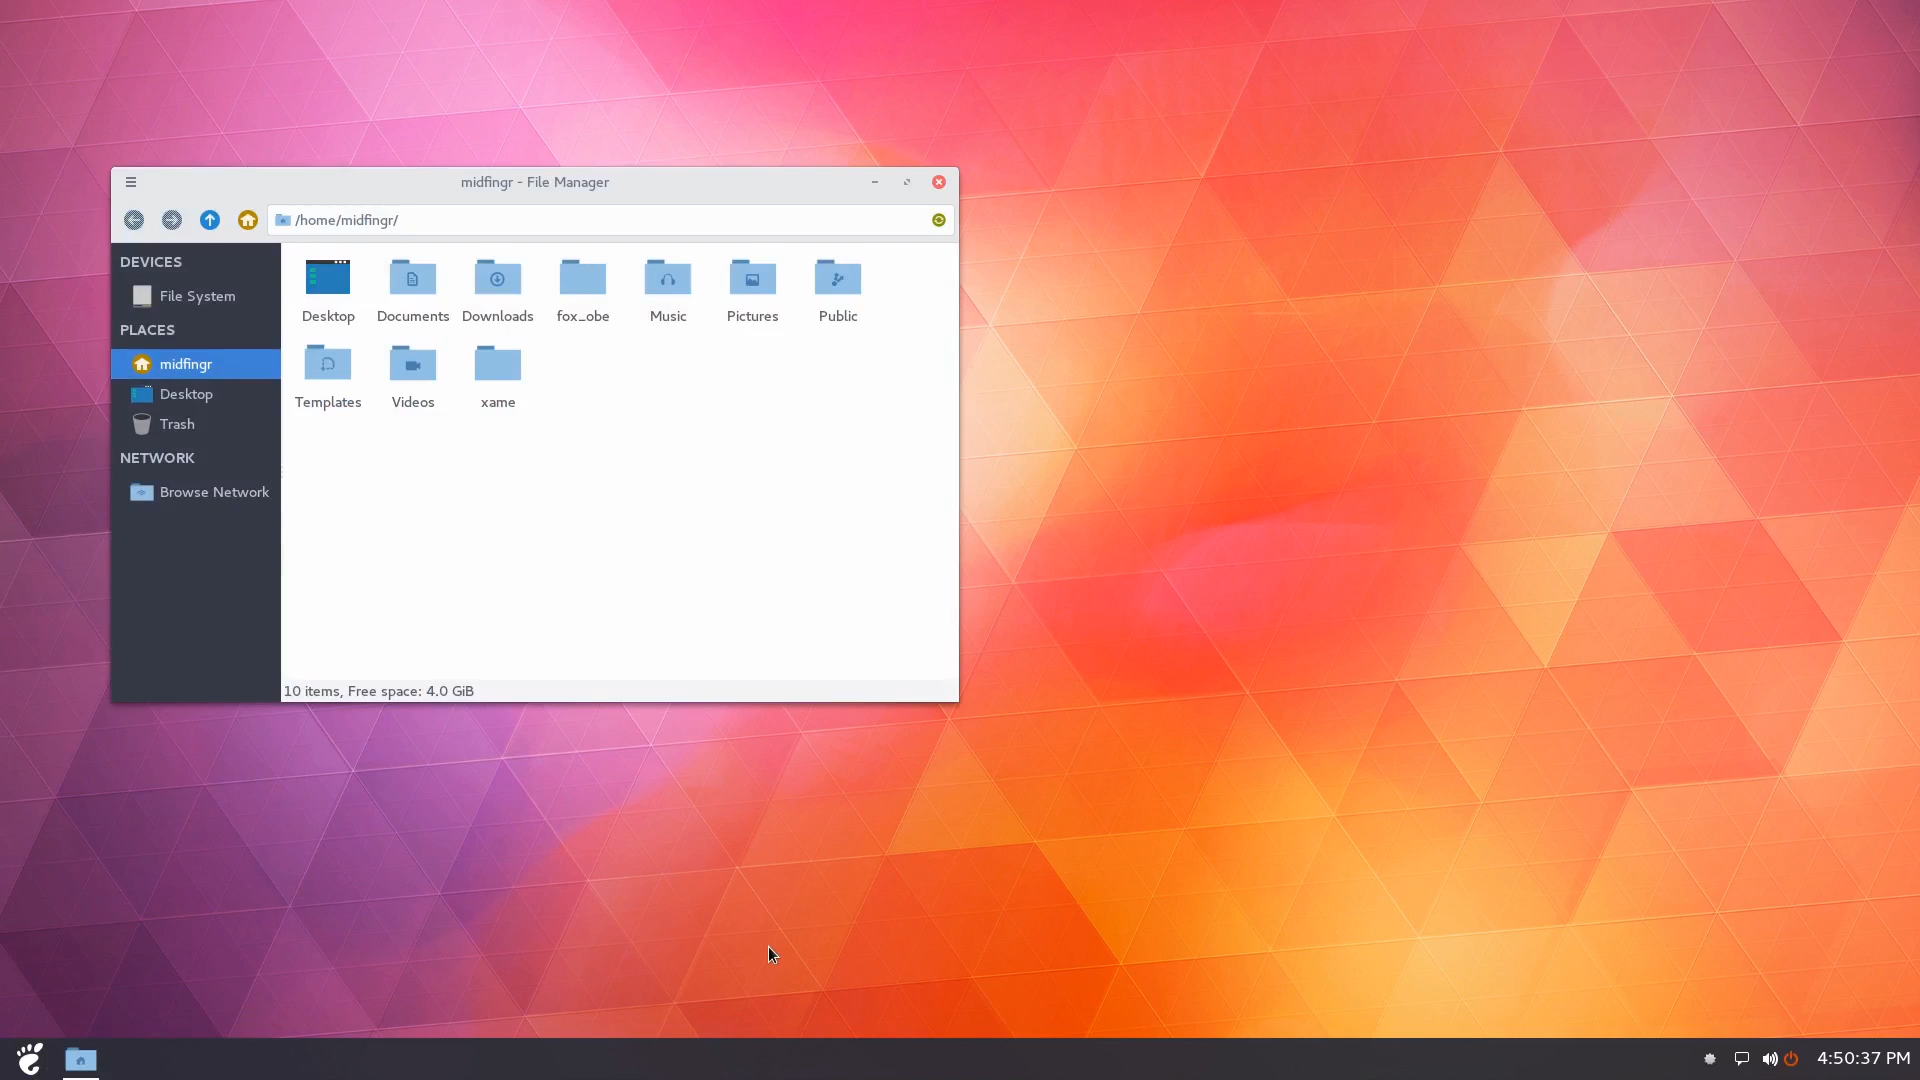 midfingr - File Manager
/home/midfingr/
DEVICES
File System
PLACES
midfingr
Desktop
Trash
NETWORK
Browse Network
Desktop
Documents
Downloads
fox_obe
Music
Pictures
Public
Templates
Videos
xame
10 items, Free space: 4.0 GiB
4:50:37 PM